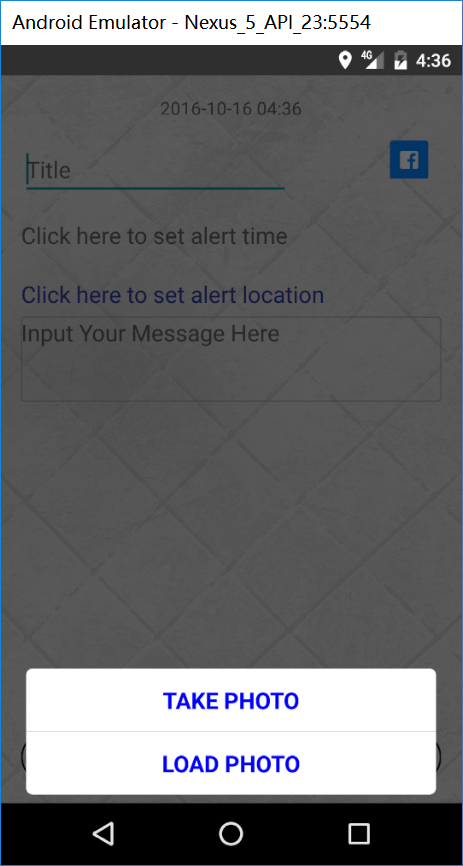 Android Emulator - Nexus_5_API_23:5554
4G 4:36
2016-10-16 04:36
Title
Click here to set alert time
Click here to set alert location
Input Your Message Here
TAKE PHOTO
LOAD PHOTO